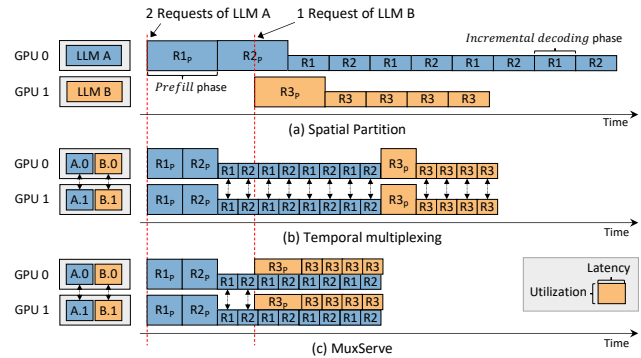 2 Requests of LLM A
1 Request of LLM B
GPU 0 LLM A R1P R2P Incremental decoding phase
R1 R2 R1 R2 R1 R2 R1 R2
GPU 1 LLM B Prefill phase R3P R3 R3 R3 R3
Time
(a) Spatial Partition
GPU 0 A.0 B.0 R1P R2P R1 R2 R1 R2 R1 R2 R1 R2 R3P R3 R3 R3 R3
GPU 1 A.1 B.1 R1P R2P R1 R2 R1 R2 R1 R2 R1 R2 R3P R3 R3 R3 R3
Time
(b) Temporal multiplexing
GPU 0 A.0 B.0 R1P R2P R3P R3 R3 R3 R3
R1 R2 R1 R2 R1 R2 R1 R2
GPU 1 A.1 B.1 R1P R2P R3P R3 R3 R3 R3
R1 R2 R1 R2 R1 R2 R1 R2
Latency
Utilization
Time
(c) MuxServe